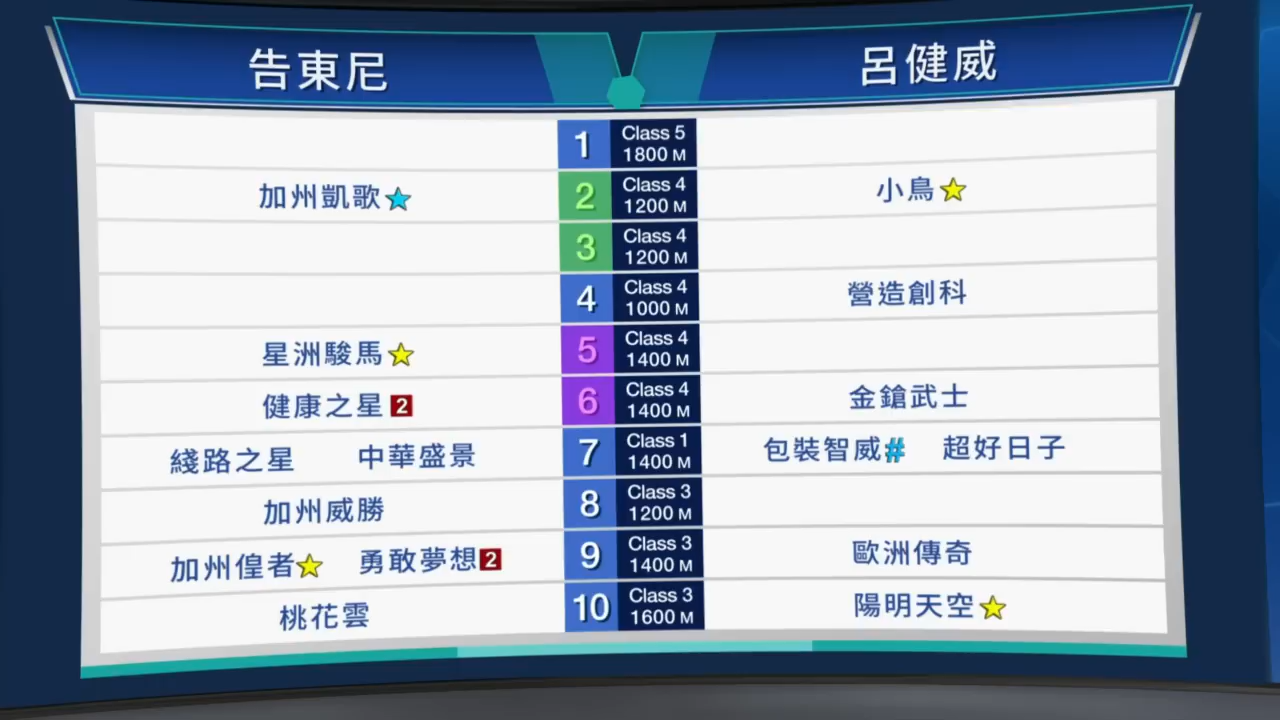 告東尼 呂健威
1 Class 5 1800 M
加州凱歌 2 Class 4 1200 M 小鳥
3 Class 4 1200 M
4 Class 4 1000 M 營造創科
星洲駿馬 5 Class 4 1400 M
健康之星 2 6 Class 4 1400 M 金鎗武士
綫路之星 中華盛景 7 Class 1 1400 M 包裝智威# 超好日子
加州威勝 8 Class 3 1200 M
加州偟者 勇敢夢想 2 9 Class 3 1400 M 歐洲傳奇
桃花雲 10 Class 3 1600 M 陽明天空